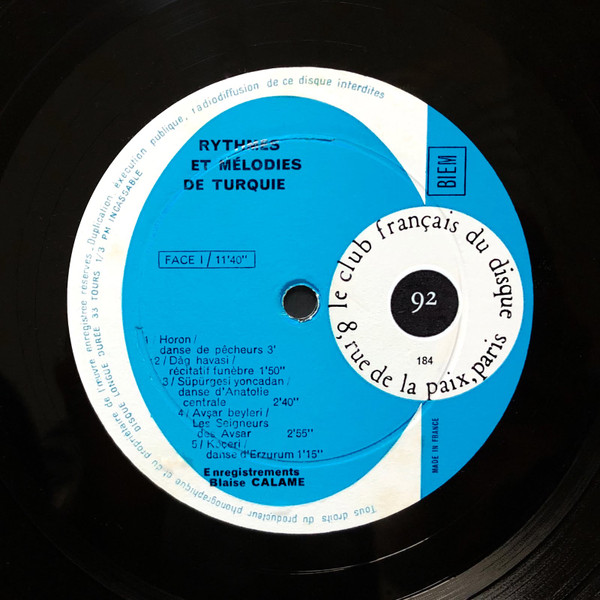 RYTHMES
ET MÉLODIES
DE TURQUIE
FACE I / 11'40"
1 / Horon /
danse de pêcheurs 3'
2 / Dâg havasi /
récitatif funèbre 1'50"
3 / Süpürgesi yoncadan /
danse d'Anatolie
centrale 2'40"
4 / Avşar beyleri /
Les Seigneurs
des Avsar 2'55"
5 / Koceri /
danse d'Erzurum 1'15"
Enregistrements
Blaise CALAME
BIEM
le club français du disque
8, rue de la paix, paris
92
184
MADE IN FRANCE
Tous droits du producteur phonographique et du propriétaire de l'œuvre enregistrée réservés. Duplication, exécution publique, radiodiffusion de ce disque interdites
DISQUE LONGUE DURÉE 33 TOURS 1/3 PM INCASSABLE